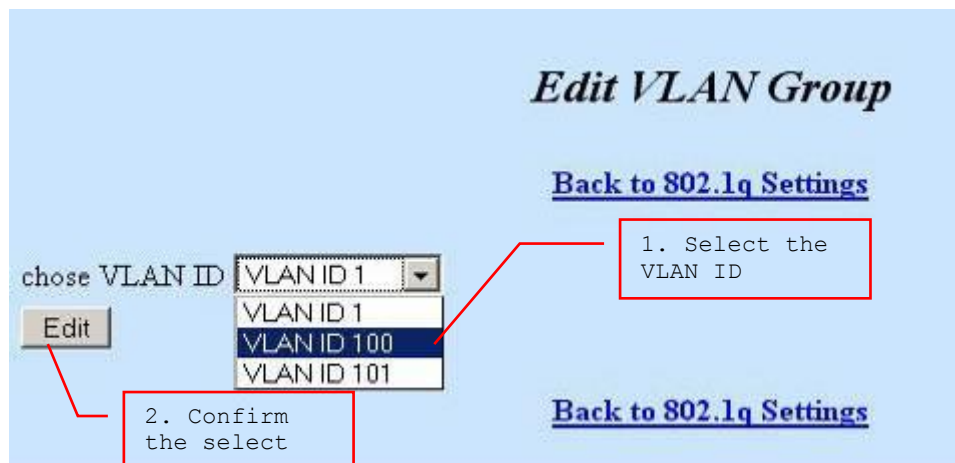 Edit VLAN Group
Back to 802.1q Settings
1. Select the
VLAN ID
chose VLAN ID VLAN ID 1
VLAN ID 1
Edit
VLAN ID 100
VLAN ID 101
2. Confirm
the select
Back to 802.1q Settings